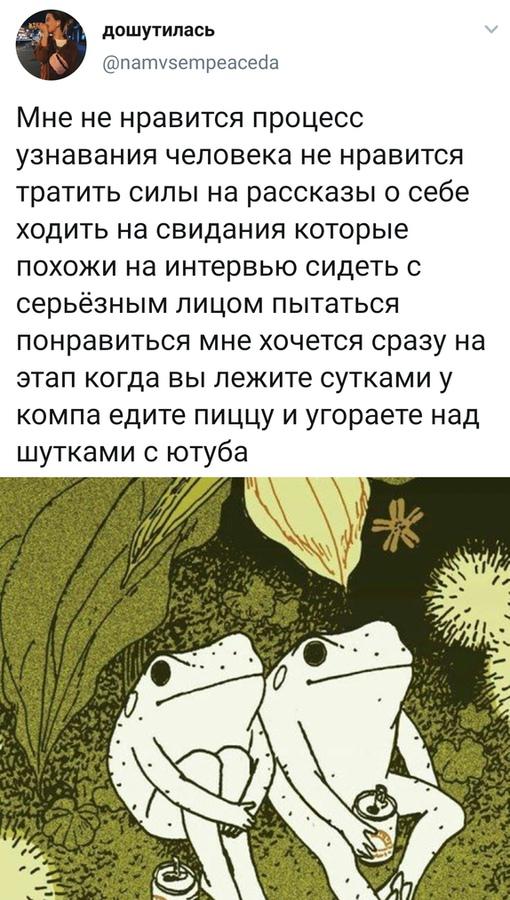 дошутилась
@namvsempeaceda
Мне не нравится процесс
узнавания человека не нравится
тратить силы на рассказы о себе
ходить на свидания которые
похожи на интервью сидеть с
серьёзным лицом пытаться
понравиться мне хочется сразу на
этап когда вы лежите сутками у
компа едите пиццу и угораете над
шутками с ютуба